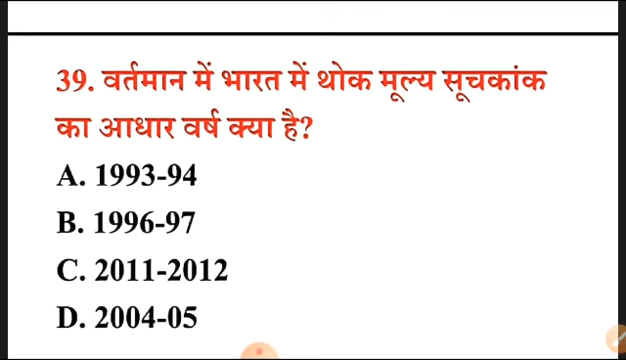 39. वर्तमान में भारत में थोक मूल्य सूचकांक
का आधार वर्ष क्या है?
A. 1993-94
B. 1996-97
C. 2011-2012
D. 2004-05